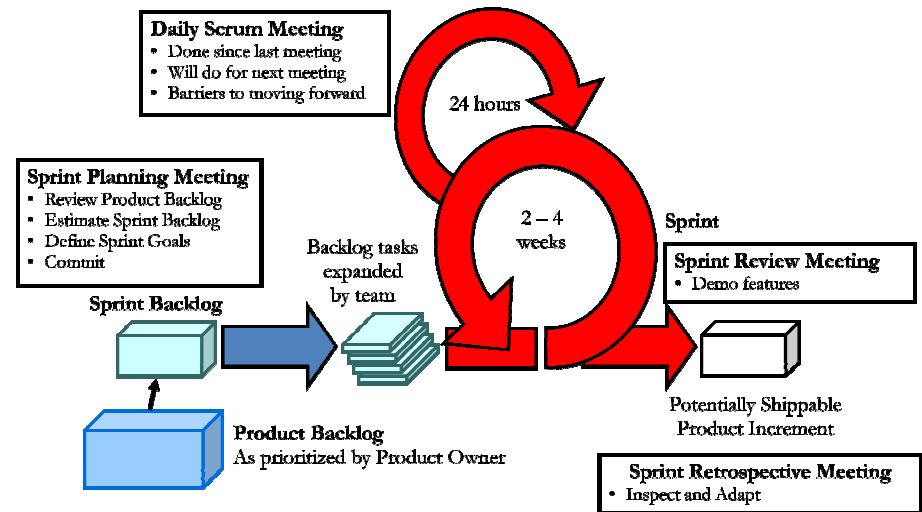 Daily Scrum Meeting
• Done since last meeting
• Will do for next meeting
• Barriers to moving forward
24 hours
Sprint Planning Meeting
• Review Product Backlog
• Estimate Sprint Backlog
• Define Sprint Goals
• Commit
Sprint Backlog
Backlog tasks
expanded
by team
2 – 4
weeks
Sprint
Sprint Review Meeting
• Demo features
Product Backlog
As prioritized by Product Owner
Potentially Shippable
Product Increment
Sprint Retrospective Meeting
• Inspect and Adapt